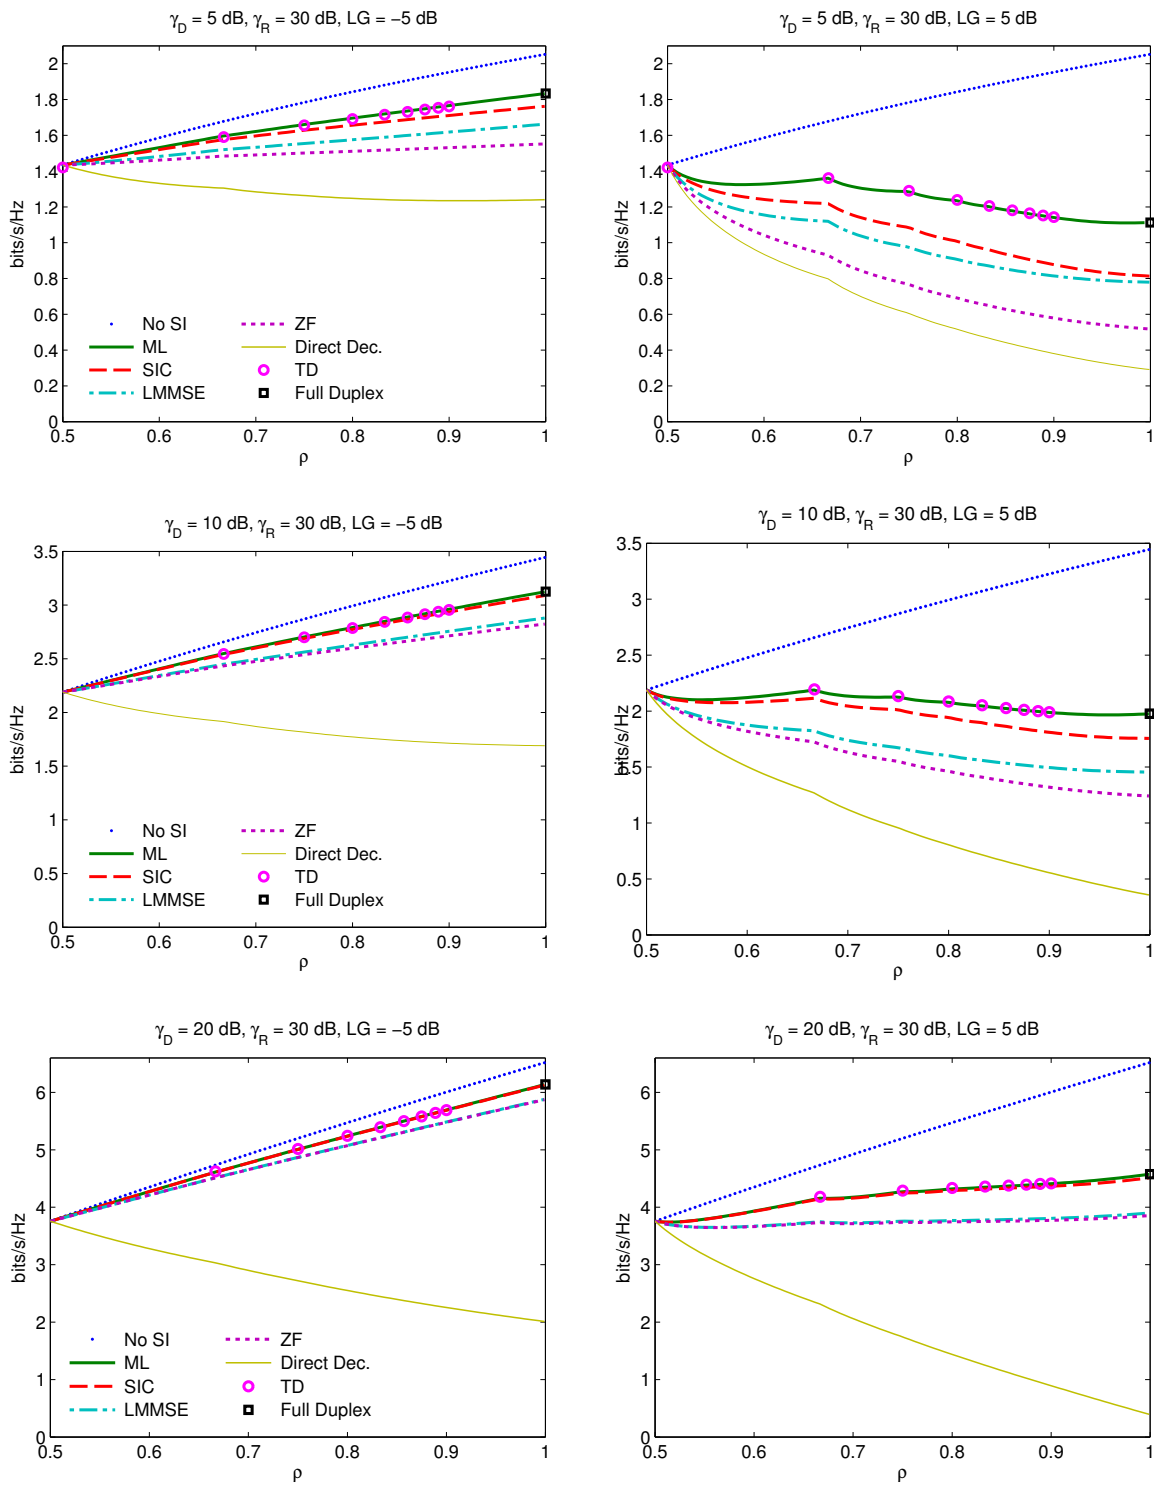 γD = 5 dB, γR = 30 dB, LG = −5 dB
bits/s/Hz
2
1.8
1.6
1.4
1.2
1
0.8
0.6
0.4
0.2
0
No SI
ML
SIC
LMMSE
ZF
Direct Dec.
TD
Full Duplex
0.5 0.6 0.7 0.8 0.9 1
ρ
γD = 5 dB, γR = 30 dB, LG = 5 dB
bits/s/Hz
2
1.8
1.6
1.4
1.2
1
0.8
0.6
0.4
0.2
0
0.5 0.6 0.7 0.8 0.9 1
ρ
γD = 10 dB, γR = 30 dB, LG = −5 dB
bits/s/Hz
3.5
3
2.5
2
1.5
1
0.5
0
No SI
ML
SIC
LMMSE
ZF
Direct Dec.
TD
Full Duplex
0.5 0.6 0.7 0.8 0.9 1
ρ
γD = 10 dB, γR = 30 dB, LG = 5 dB
bits/s/Hz
3.5
3
2.5
2
1.5
1
0.5
0
0.5 0.6 0.7 0.8 0.9 1
ρ
γD = 20 dB, γR = 30 dB, LG = −5 dB
bits/s/Hz
6
5
4
3
2
1
0
No SI
ML
SIC
LMMSE
ZF
Direct Dec.
TD
Full Duplex
0.5 0.6 0.7 0.8 0.9 1
ρ
γD = 20 dB, γR = 30 dB, LG = 5 dB
bits/s/Hz
6
5
4
3
2
1
0
0.5 0.6 0.7 0.8 0.9 1
ρ